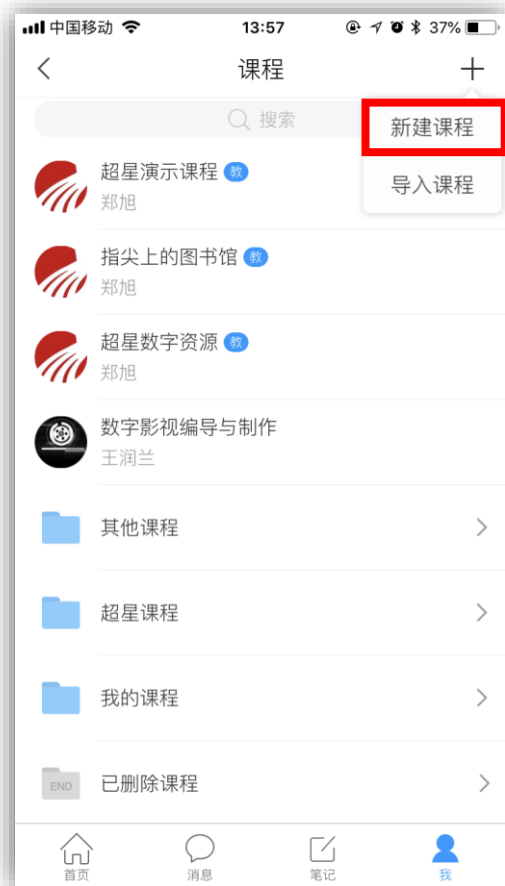 中国移动 13:57 37%
课程
搜索
新建课程
导入课程
超星演示课程 教
郑旭
指尖上的图书馆 教
郑旭
超星数字资源 教
郑旭
数字影视编导与制作
王润兰
其他课程
超星课程
我的课程
END 已删除课程
首页 消息 笔记 我